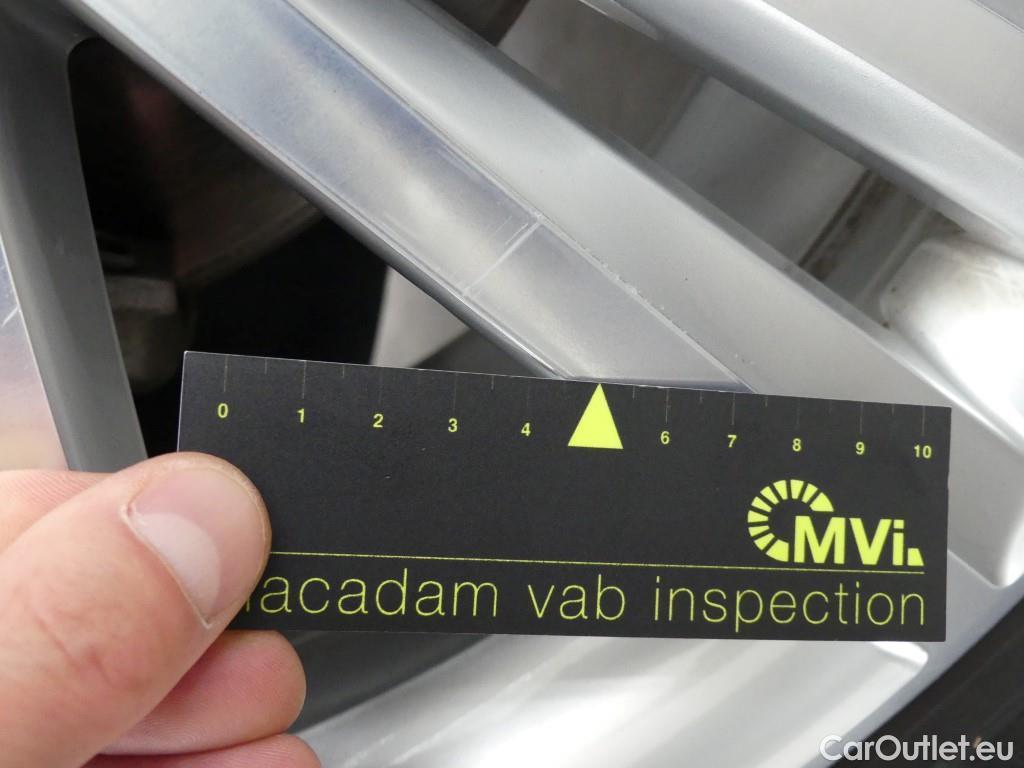 0 1 2 3 4 6 7 8 9 10
MVi
acadam vab inspection
CarOutlet.eu